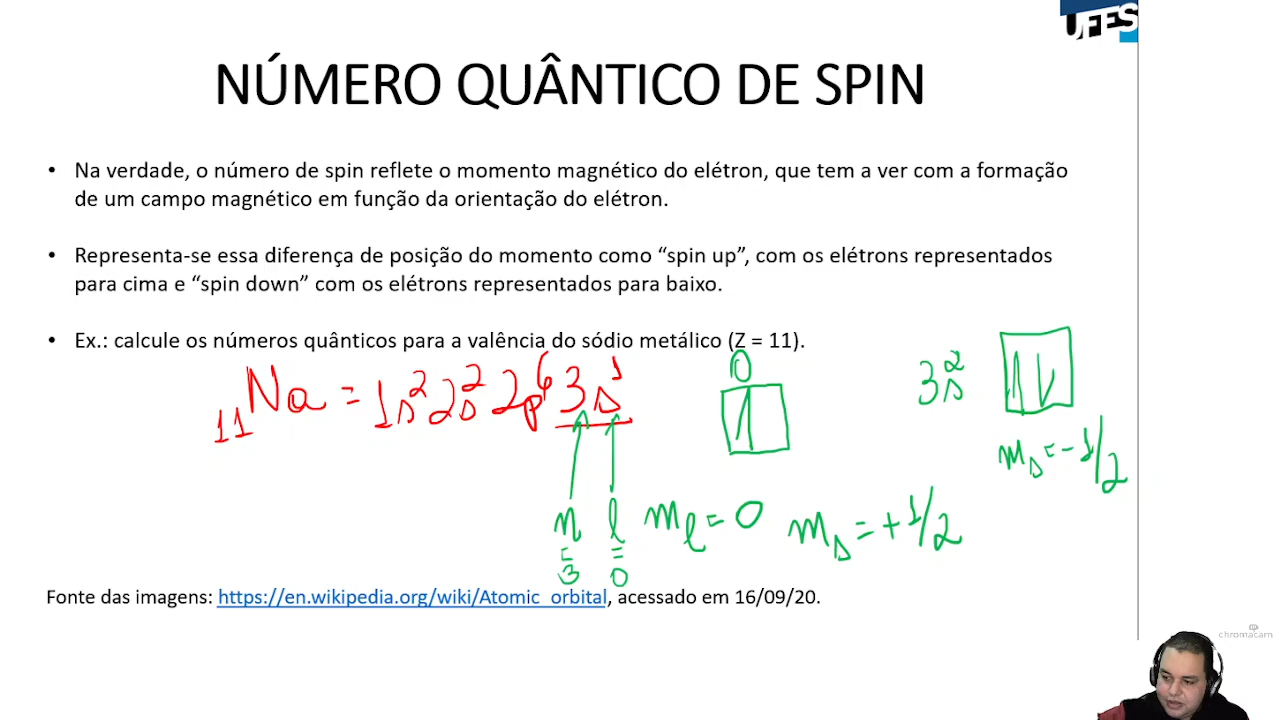 UFES
NÚMERO QUÂNTICO DE SPIN
• Na verdade, o número de spin reflete o momento magnético do elétron, que tem a ver com a formação
de um campo magnético em função da orientação do elétron.
• Representa-se essa diferença de posição do momento como “spin up”, com os elétrons representados
para cima e “spin down” com os elétrons representados para baixo.
• Ex.: calcule os números quânticos para a valência do sódio metálico (Z = 11).
₁₁Na = 1s² 2s² 2p⁶ 3s¹
0
3s²
mₛ = -1/2
n = 3
l = 0
mₗ = 0
mₛ = +1/2
Fonte das imagens: https://en.wikipedia.org/wiki/Atomic_orbital, acessado em 16/09/20.
chromacam